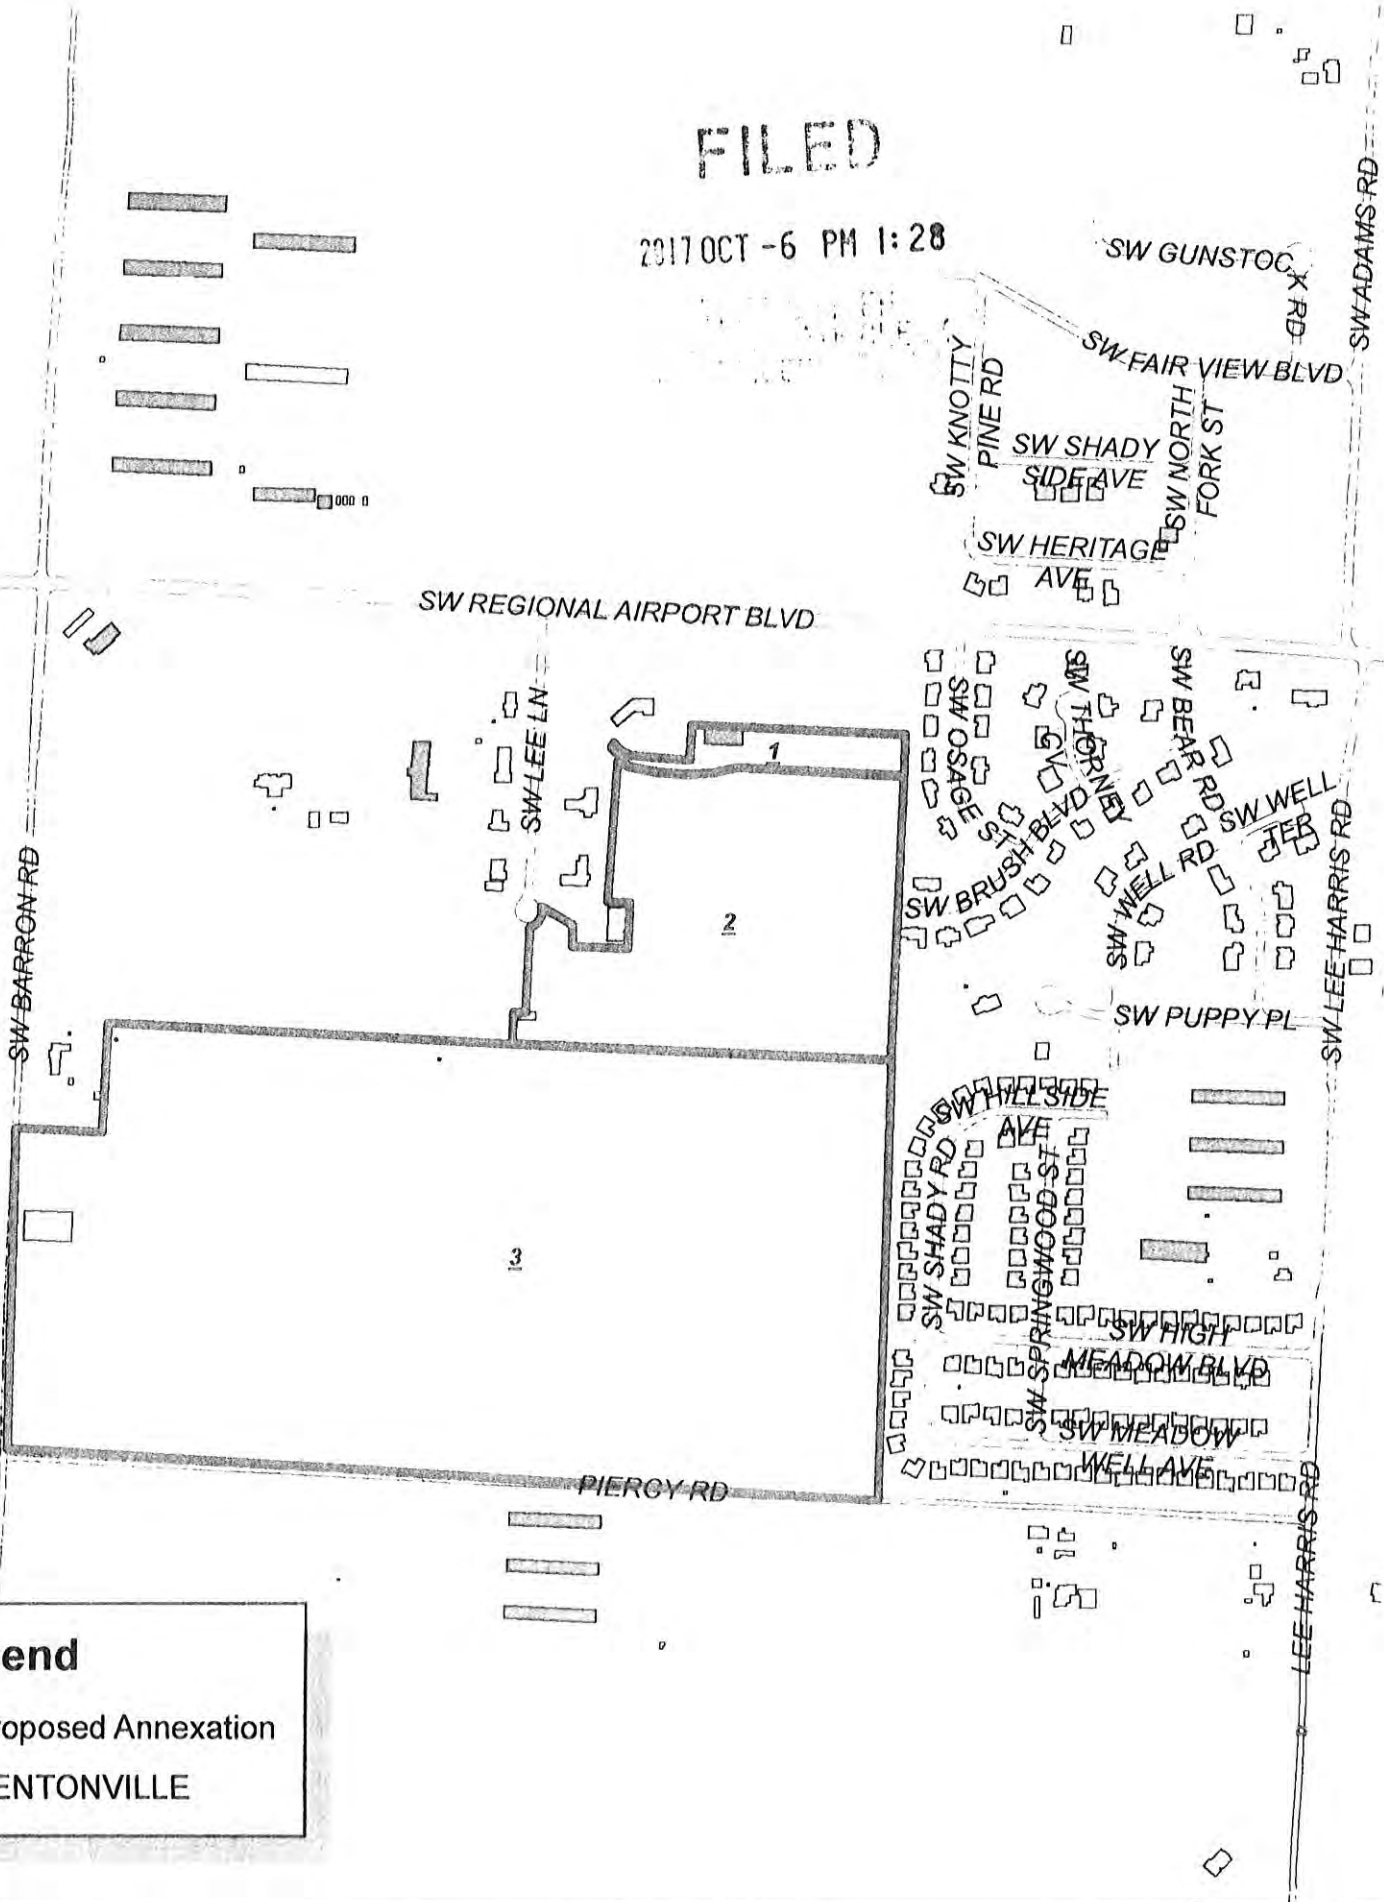 FILED
2017 OCT -6 PM 1:28
SW GUNSTOCK RD
SW ADAMS RD
SW FAIR VIEW BLVD
SW KNOTTY
PINE RD
SW SHADY
SIDE AVE
SW NORTH
FORK ST
SW HERITAGE
AVE
SW REGIONAL AIRPORT BLVD
SW LEE LN
SW OSAGE ST
SW THORNEY
GV
SW BEAR RD
SW WELL
TER
SW BRUSH BLVD
SW WELL RD
SW LEE HARRIS RD
SW BARRON RD
1
2
SW PUPPY PL
SW HILLSIDE
AVE
SW SHADY RD
SW SPRINGWOOD ST
3
SW HIGH
MEADOW BLVD
SW MEADOW
WELL AVE
PIERCY RD
LEE HARRIS RD
end
roposed Annexation
ENTONVILLE